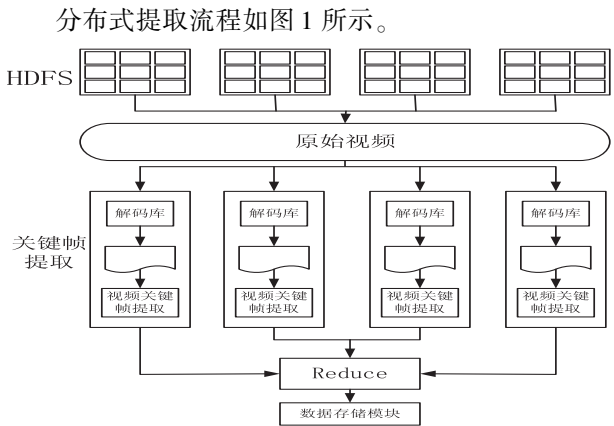 分布式提取流程如图1所示。
HDFS
原始视频
解码库
解码库
解码库
解码库
关键帧
提取
视频关键
帧提取
视频关键
帧提取
视频关键
帧提取
视频关键
帧提取
Reduce
数据存储模块